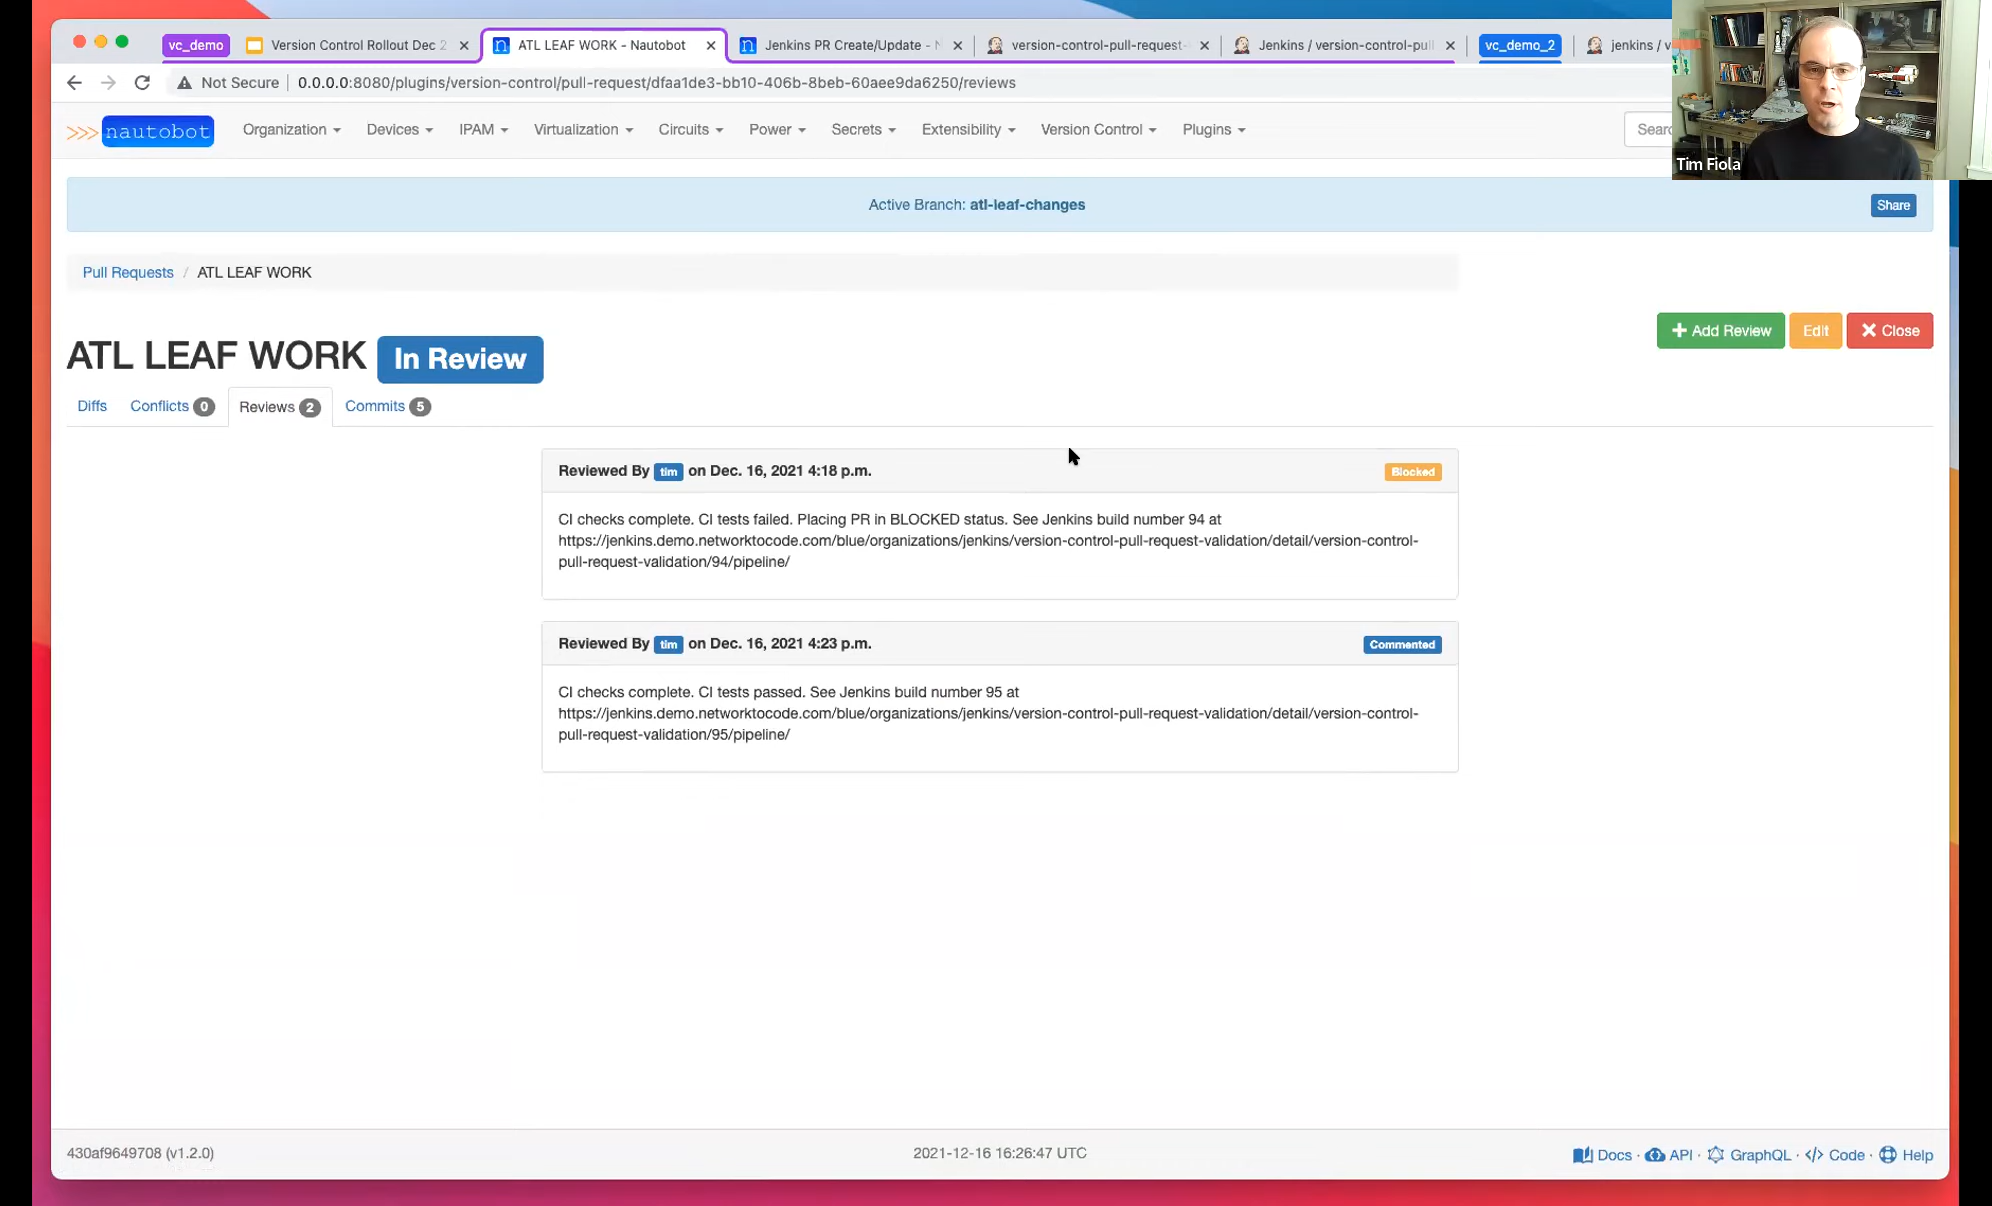 vc_demo
Version Control Rollout Dec 2
ATL LEAF WORK - Nautobot
Jenkins PR Create/Update - N
version-control-pull-request-
Jenkins / version-control-pull
vc_demo_2
jenkins / v
Not Secure
0.0.0.0:8080/plugins/version-control/pull-request/dfaa1de3-bb10-406b-8beb-60aee9da6250/reviews
>>> nautobot
Organization
Devices
IPAM
Virtualization
Circuits
Power
Secrets
Extensibility
Version Control
Plugins
Searc
Tim Fiola
Active Branch: atl-leaf-changes
Share
Pull Requests / ATL LEAF WORK
+ Add Review
Edit
Close
ATL LEAF WORK In Review
Diffs
Conflicts 0
Reviews 2
Commits 5
Reviewed By tim on Dec. 16, 2021 4:18 p.m.
Blocked
CI checks complete. CI tests failed. Placing PR in BLOCKED status. See Jenkins build number 94 at
https://jenkins.demo.networktocode.com/blue/organizations/jenkins/version-control-pull-request-validation/detail/version-control-
pull-request-validation/94/pipeline/
Reviewed By tim on Dec. 16, 2021 4:23 p.m.
Commented
CI checks complete. CI tests passed. See Jenkins build number 95 at
https://jenkins.demo.networktocode.com/blue/organizations/jenkins/version-control-pull-request-validation/detail/version-control-
pull-request-validation/95/pipeline/
430af9649708 (v1.2.0)
2021-12-16 16:26:47 UTC
Docs · API · GraphQL · </> Code · Help